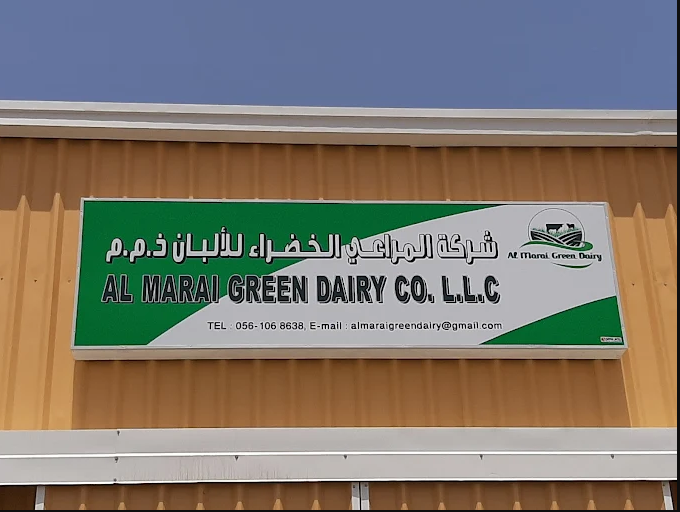 شركة المراعي الخضراء للألبان ذ.م.م
AL MARAI GREEN DAIRY CO. L.L.C
TEL : 056-106 8638, E-mail : almaraigreendairy@gmail.com
Al Marai Green Dairy